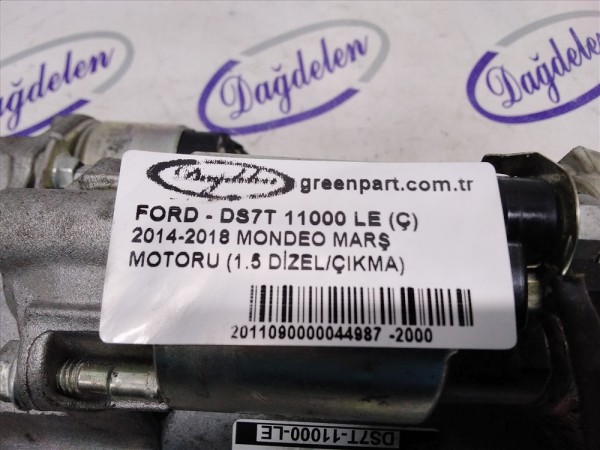 Dağdelen
Dağdelen
Dağdelen greenpart.com.tr
FORD - DS7T 11000 LE (Ç)
2014-2018 MONDEO MARŞ
MOTORU (1.5 DİZEL/ÇIKMA)
2011090000044987 -2000
DS7T-11000-LE